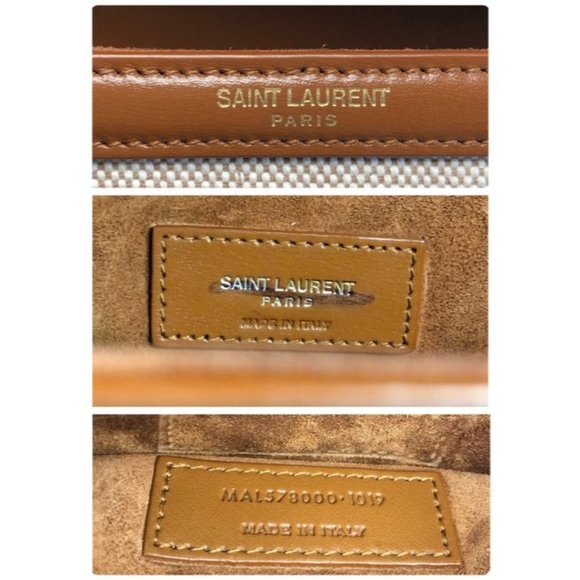 SAINT LAURENT
PARIS
SAINT LAURENT
PARIS
MADE IN ITALY
MAL578000·1019
MADE IN ITALY